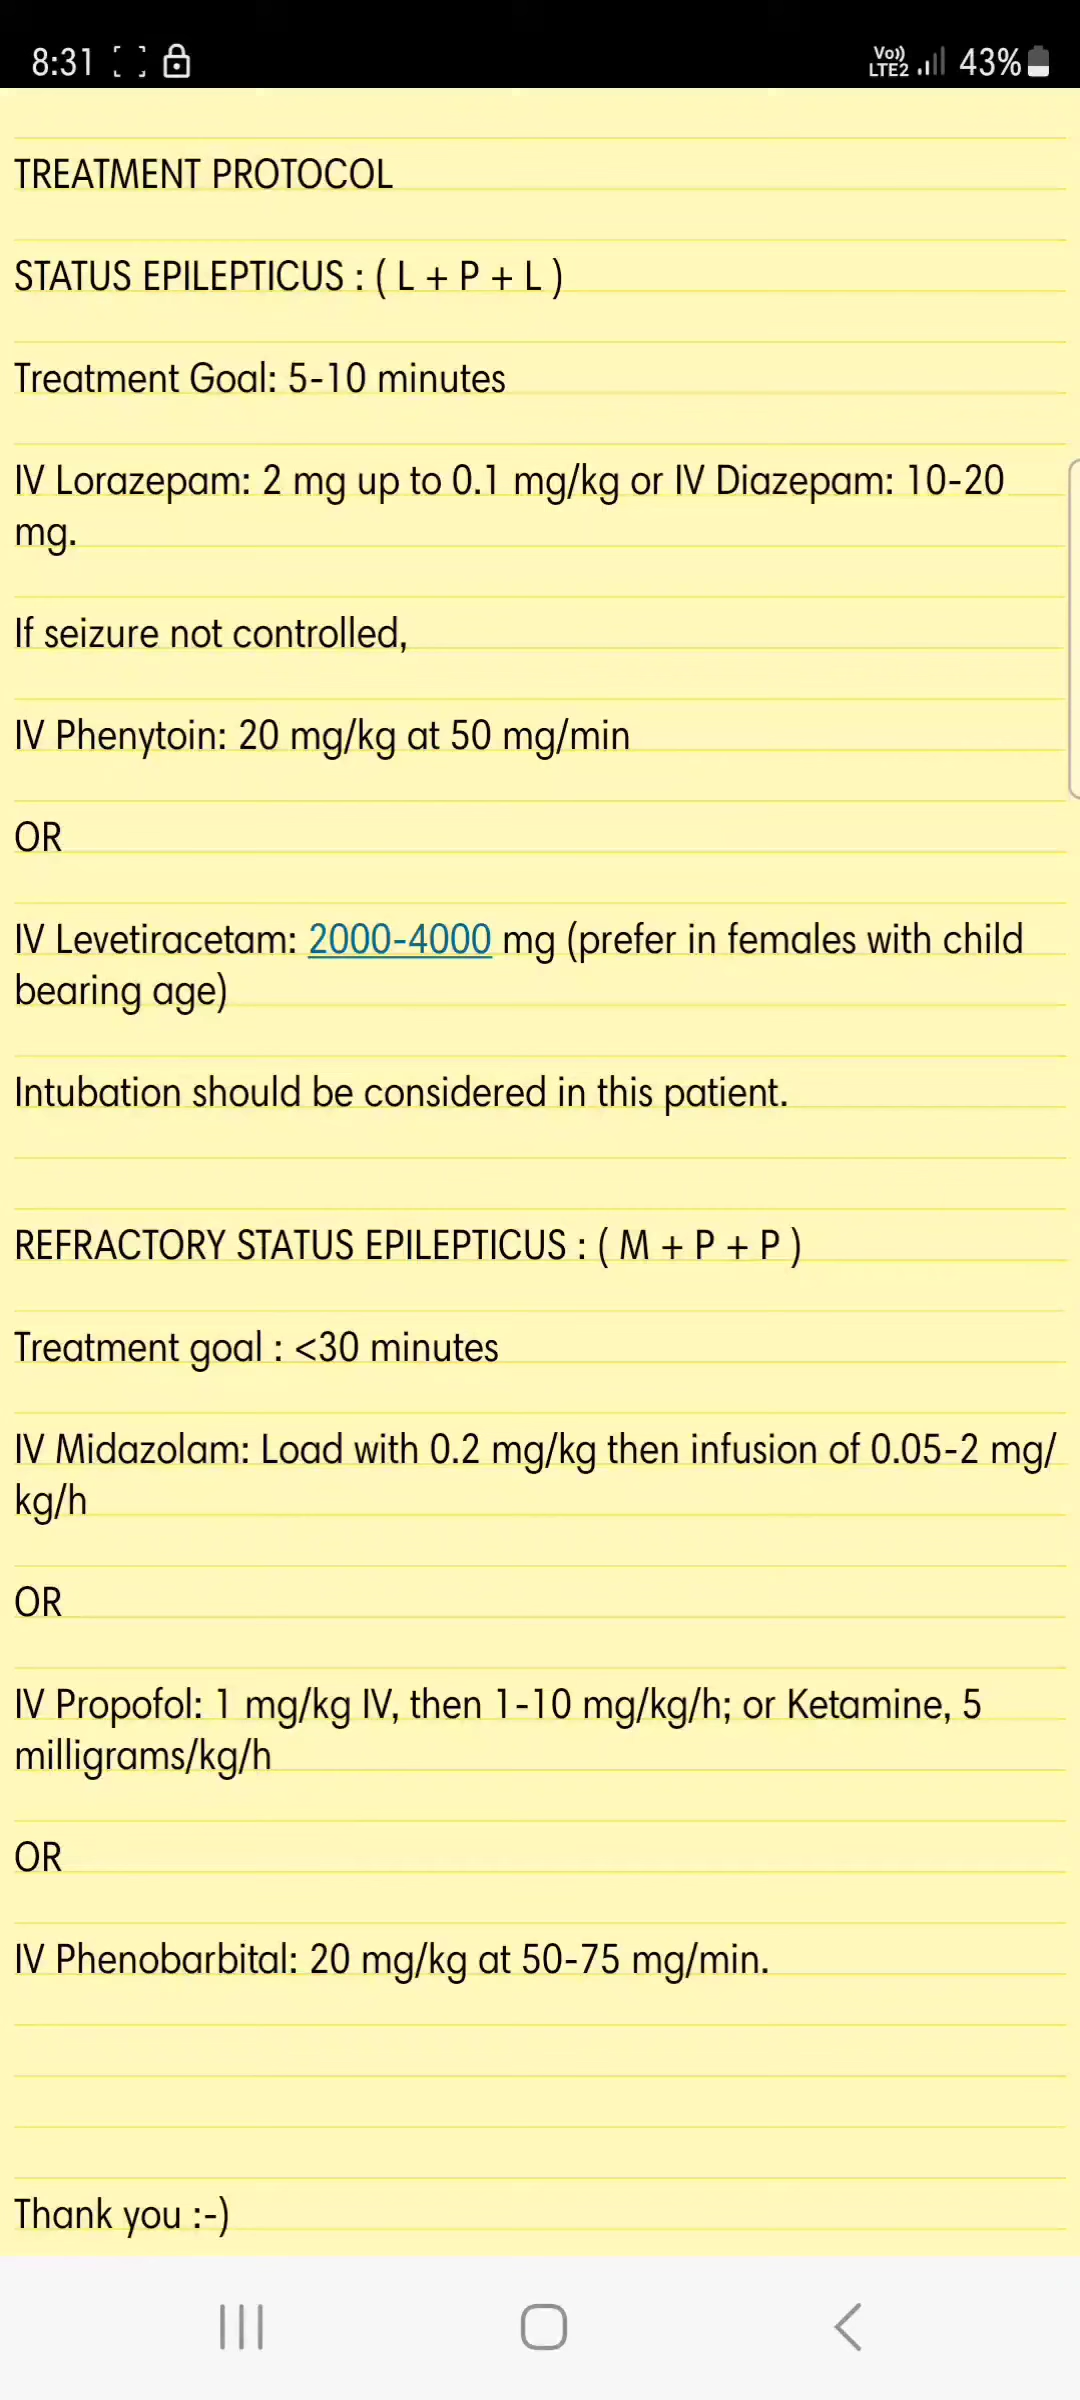 8:31
Vo)) LTE2 43%
TREATMENT PROTOCOL
STATUS EPILEPTICUS : ( L + P + L )
Treatment Goal: 5-10 minutes
IV Lorazepam: 2 mg up to 0.1 mg/kg or IV Diazepam: 10-20
mg.
If seizure not controlled,
IV Phenytoin: 20 mg/kg at 50 mg/min
OR
IV Levetiracetam: 2000-4000 mg (prefer in females with child
bearing age)
Intubation should be considered in this patient.
REFRACTORY STATUS EPILEPTICUS : ( M + P + P )
Treatment goal : <30 minutes
IV Midazolam: Load with 0.2 mg/kg then infusion of 0.05-2 mg/
kg/h
OR
IV Propofol: 1 mg/kg IV, then 1-10 mg/kg/h; or Ketamine, 5
milligrams/kg/h
OR
IV Phenobarbital: 20 mg/kg at 50-75 mg/min.
Thank you :-)